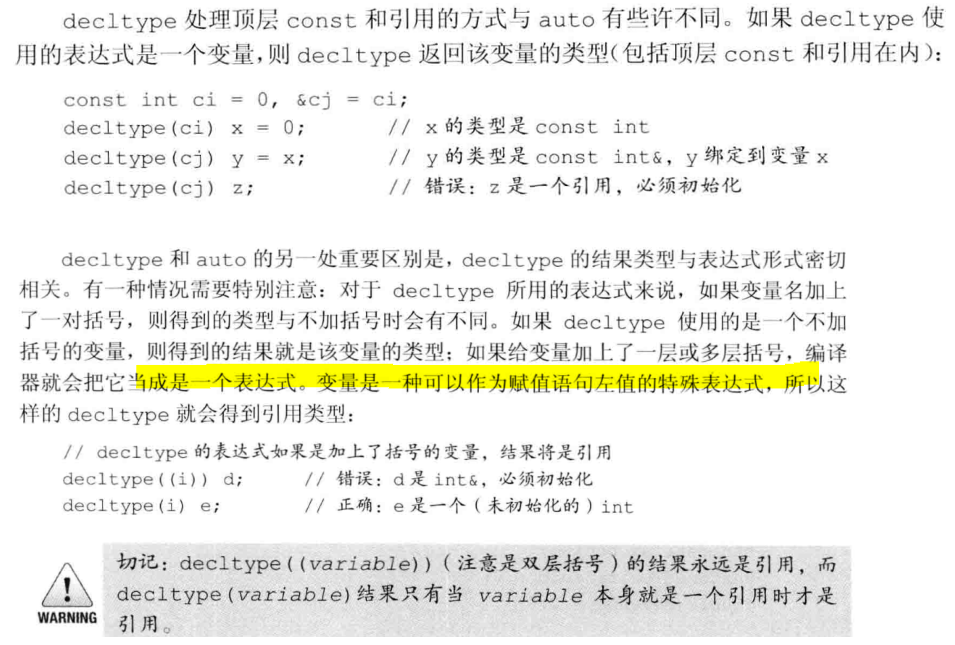 decltype 处理顶层 const 和引用的方式与 auto 有些许不同。如果 decltype 使
用的表达式是一个变量,则 decltype 返回该变量的类型(包括顶层 const 和引用在内):
const int ci = 0, &cj = ci;
decltype(ci) x = 0; // x 的类型是 const int
decltype(cj) y = x; // y 的类型是 const int&, y 绑定到变量 x
decltype(cj) z; // 错误: z 是一个引用, 必须初始化
decltype 和 auto 的另一处重要区别是, decltype 的结果类型与表达式形式密切
相关。有一种情况需要特别注意: 对于 decltype 所用的表达式来说, 如果变量名加上
了一对括号, 则得到的类型与不加括号时会有不同。如果 decltype 使用的是一个不加
括号的变量, 则得到的结果就是该变量的类型; 如果给变量加上了一层或多层括号, 编译
器就会把它当成是一个表达式。变量是一种可以作为赋值语句左值的特殊表达式, 所以这
样的 decltype 就会得到引用类型:
// decltype 的表达式如果是加上了括号的变量, 结果将是引用
decltype((i)) d; // 错误: d 是 int&, 必须初始化
decltype(i) e; // 正确: e 是一个 (未初始化的) int
切记: decltype((variable)) (注意是双层括号) 的结果永远是引用, 而
decltype(variable) 结果只有当 variable 本身就是一个引用时才是
WARNING
引用。